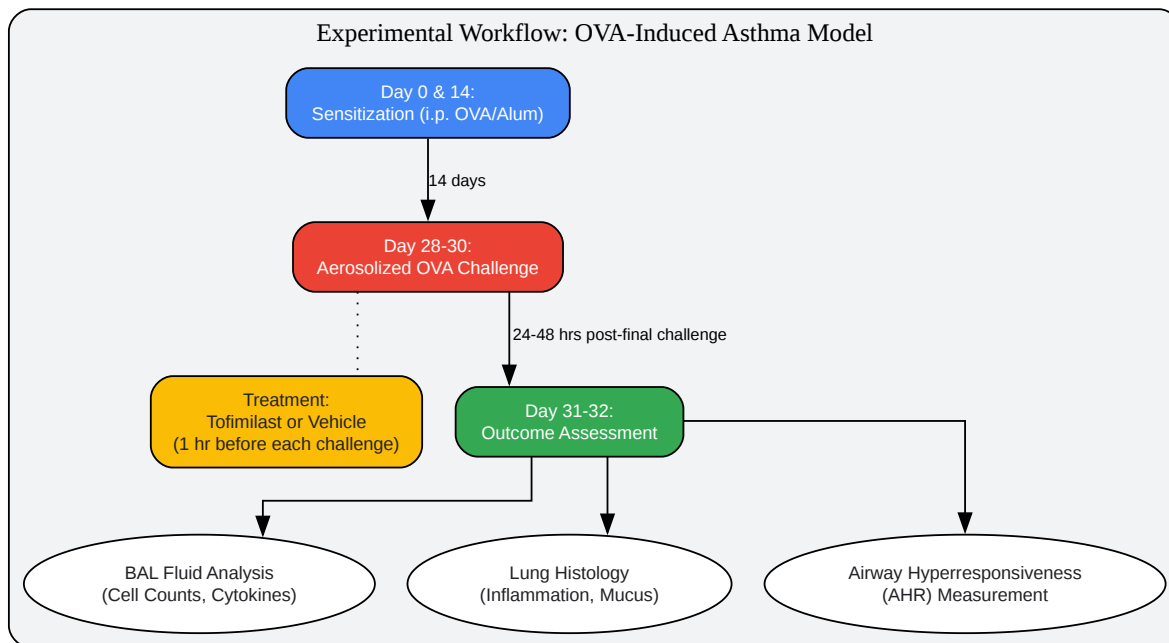 Experimental Workflow: OVA-Induced Asthma Model
Day 0 & 14:
Sensitization (i.p. OVA/Alum)
14 days
Day 28-30:
Aerosolized OVA Challenge
24-48 hrs post-final challenge
Treatment:
Tofimilast or Vehicle
(1 hr before each challenge)
Day 31-32:
Outcome Assessment
BAL Fluid Analysis
(Cell Counts, Cytokines)
Lung Histology
(Inflammation, Mucus)
Airway Hyperresponsiveness
(AHR) Measurement